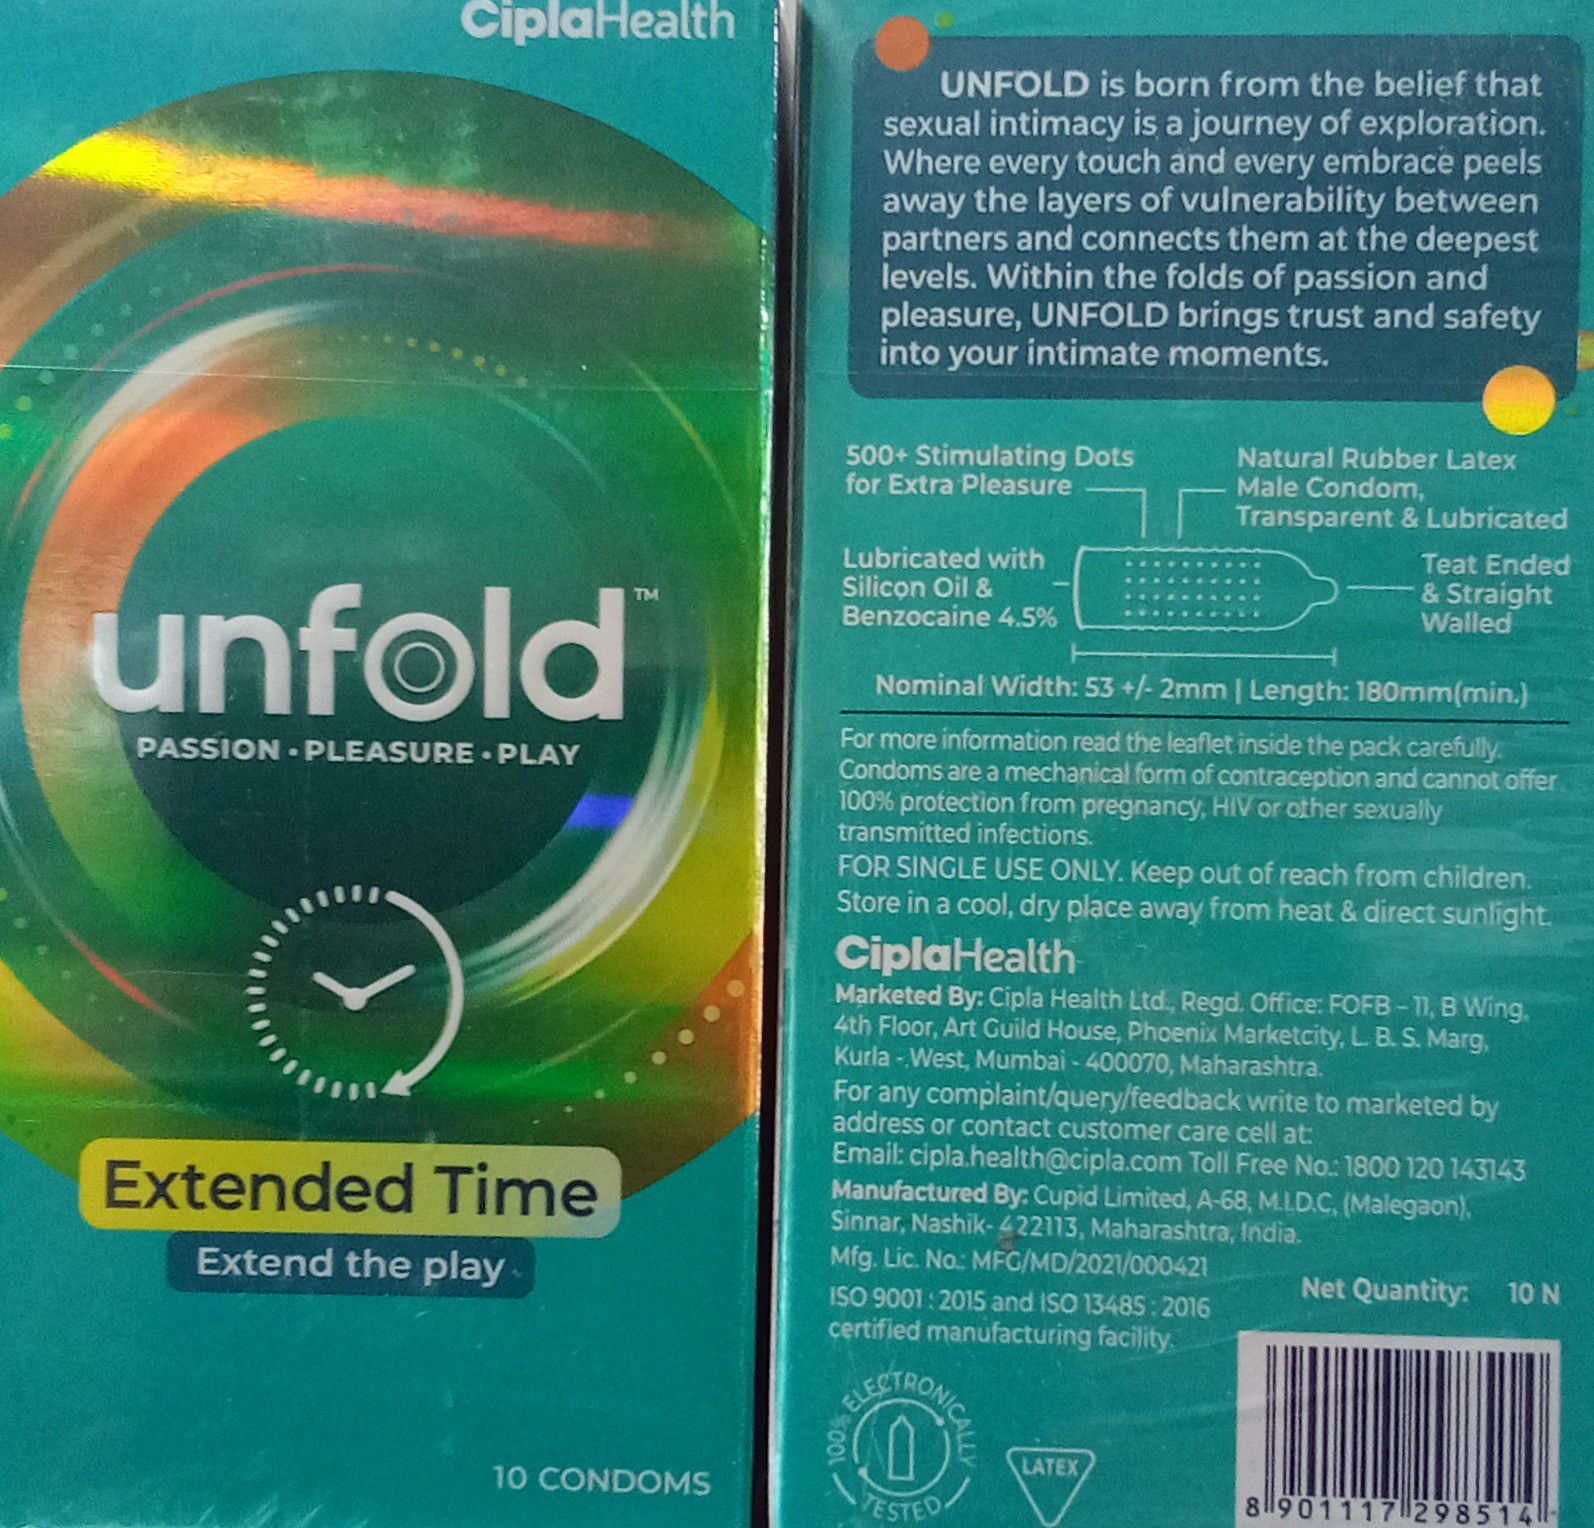 CiplaHealth
unfold™
PASSION • PLEASURE • PLAY
Extended Time
Extend the play
10 CONDOMS
UNFOLD is born from the belief that
sexual intimacy is a journey of exploration.
Where every touch and every embrace peels
away the layers of vulnerability between
partners and connects them at the deepest
levels. Within the folds of passion and
pleasure, UNFOLD brings trust and safety
into your intimate moments.
500+ Stimulating Dots
for Extra Pleasure
Natural Rubber Latex
Male Condom,
Transparent & Lubricated
Lubricated with
Silicon Oil &
Benzocaine 4.5%
Teat Ended
& Straight
Walled
Nominal Width: 53 +/- 2mm | Length: 180mm(min.)
For more information read the leaflet inside the pack carefully.
Condoms are a mechanical form of contraception and cannot offer
100% protection from pregnancy, HIV or other sexually
transmitted infections.
FOR SINGLE USE ONLY. Keep out of reach from children.
Store in a cool, dry place away from heat & direct sunlight.
CiplaHealth
Marketed By: Cipla Health Ltd., Regd. Office: FOFB – 11, B Wing,
4th Floor, Art Guild House, Phoenix Marketcity, L. B. S. Marg,
Kurla - West, Mumbai - 400070, Maharashtra.
For any complaint/query/feedback write to marketed by
address or contact customer care cell at:
Email: cipla.health@cipla.com Toll Free No.: 1800 120 143143
Manufactured By: Cupid Limited, A-68, M.I.D.C, (Malegaon),
Sinnar, Nashik- 422113, Maharashtra, India.
Mfg. Lic. No.: MFG/MD/2021/000421
ISO 9001 : 2015 and ISO 13485 : 2016
certified manufacturing facility.
Net Quantity: 10 N
100% ELECTRONICALLY TESTED
LATEX
8 901117 298514